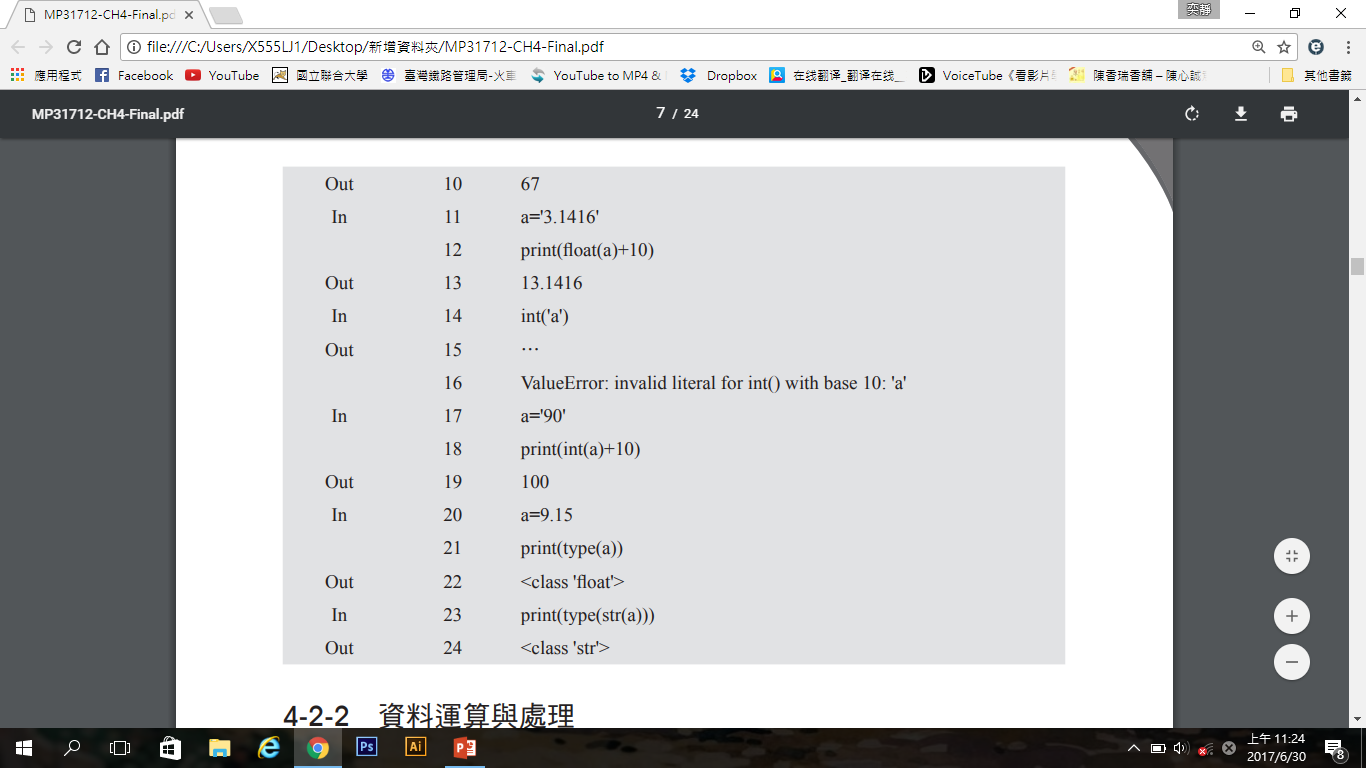 MP31712-CH4-Final.pd
奕靜
file:///C:/Users/X555LJ1/Desktop/新增資料夾/MP31712-CH4-Final.pdf
應用程式 Facebook YouTube 國立聯合大學 臺灣鐵路管理局-火車 YouTube to MP4 & Dropbox 在线翻译_翻译在线_ VoiceTube《看影片 陳香瑞香舖 – 陳心誠 其他書籤
MP31712-CH4-Final.pdf 7 / 24
Out 10 67
In 11 a='3.1416'
12 print(float(a)+10)
Out 13 13.1416
In 14 int('a')
Out 15 …
16 ValueError: invalid literal for int() with base 10: 'a'
In 17 a='90'
18 print(int(a)+10)
Out 19 100
In 20 a=9.15
21 print(type(a))
Out 22 <class 'float'>
In 23 print(type(str(a)))
Out 24 <class 'str'>
4-2-2 資料運算與處理
Ps Ai P
上午 11:24
2017/6/30
8